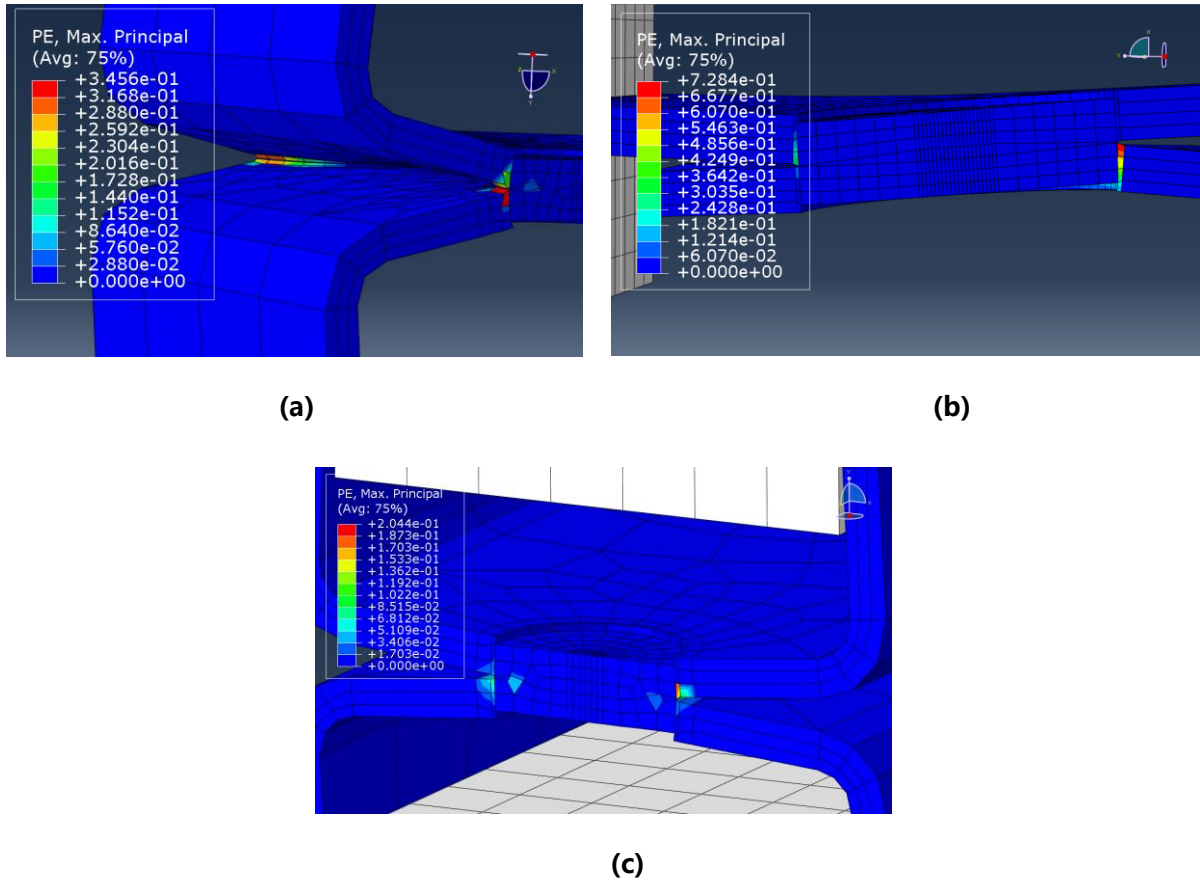 PE, Max. Principal
(Avg: 75%)
+3.456e-01
+3.168e-01
+2.880e-01
+2.592e-01
+2.304e-01
+2.016e-01
+1.728e-01
+1.440e-01
+1.152e-01
+8.640e-02
+5.760e-02
+2.880e-02
+0.000e+00
PE, Max. Principal
(Avg: 75%)
+7.284e-01
+6.677e-01
+6.070e-01
+5.463e-01
+4.856e-01
+4.249e-01
+3.642e-01
+3.035e-01
+2.428e-01
+1.821e-01
+1.214e-01
+6.070e-02
+0.000e+00
(a)
(b)
PE, Max. Principal
(Avg: 75%)
+2.044e-01
+1.873e-01
+1.703e-01
+1.533e-01
+1.362e-01
+1.192e-01
+1.022e-01
+8.515e-02
+6.812e-02
+5.109e-02
+3.406e-02
+1.703e-02
+0.000e+00
(c)